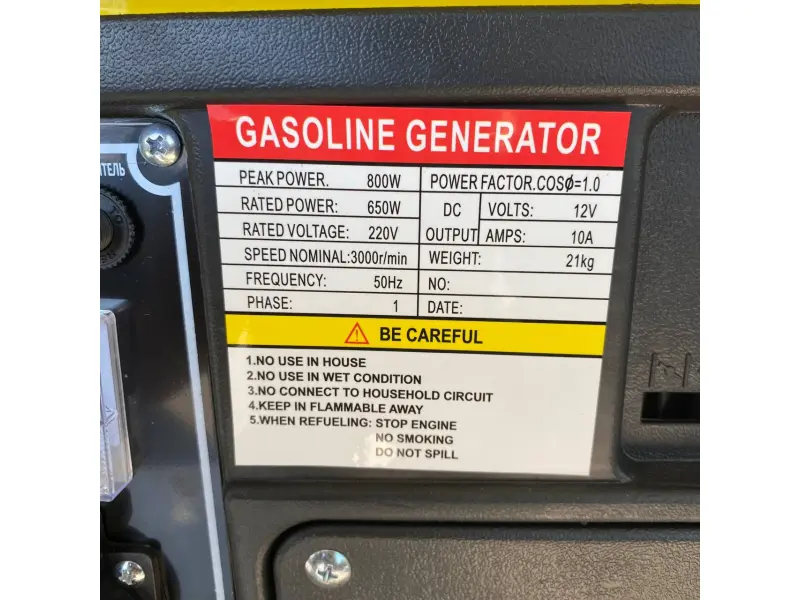 GASOLINE GENERATOR
PEAK POWER. 800W
RATED POWER: 650W
RATED VOLTAGE: 220V
SPEED NOMINAL:3000r/min
FREQUENCY: 50Hz
PHASE: 1
POWER FACTOR.COSϕ=1.0
DC OUTPUT
VOLTS: 12V
AMPS: 10A
WEIGHT: 21kg
NO:
DATE:
BE CAREFUL
1.NO USE IN HOUSE
2.NO USE IN WET CONDITION
3.NO CONNECT TO HOUSEHOLD CIRCUIT
4.KEEP IN FLAMMABLE AWAY
5.WHEN REFUELING: STOP ENGINE
NO SMOKING
DO NOT SPILL